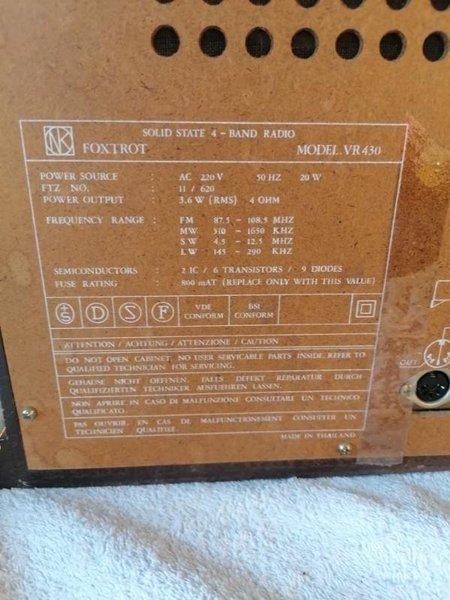 NK
SOLID STATE 4 - BAND RADIO
FOXTROT MODEL VR430
POWER SOURCE : AC 220V 50 HZ 20 W
FTZ NO. : 11 / 620
POWER OUTPUT : 3.6 W (RMS) 4 OHM
FREQUENCY RANGE : FM 87.5 - 108.5 MHZ
MW 510 - 1650 KHZ
SW 4.5 - 12.5 MHZ
LW 145 - 290 KHZ
SEMICONDUCTORS : 2 IC / 6 TRANSISTORS / 9 DIODES
FUSE RATING : 800 mAT (REPLACE ONLY WITH THIS VALUE)
S D S F VDE CONFORM BSI CONFORM
ATTENTION / ACHTUNG / ATTENZIONE / CAUTION
DO NOT OPEN CABINET, NO USER SERVICABLE PARTS INSIDE. REFER TO
QUALIFIED TECHNICIAN FOR SERVICING.
GEHAUSE NICHT OFFNEN, FALLS DEFEKT REPARATUR DURCH
QUALIFIZIERTEN TECHNIKER AUSFUEHREN LASSEN.
NON APRIRE IN CASO DI MALFUNZIONE CONSULTARE UN TECHNICO
QUALIFICATO.
PAS OUVRIR. EN CAS DE MALFUNCTIONEMENT CONSULTER UN
TECHNICIEN QUALIFIEE.
MADE IN THAILAND
OUT